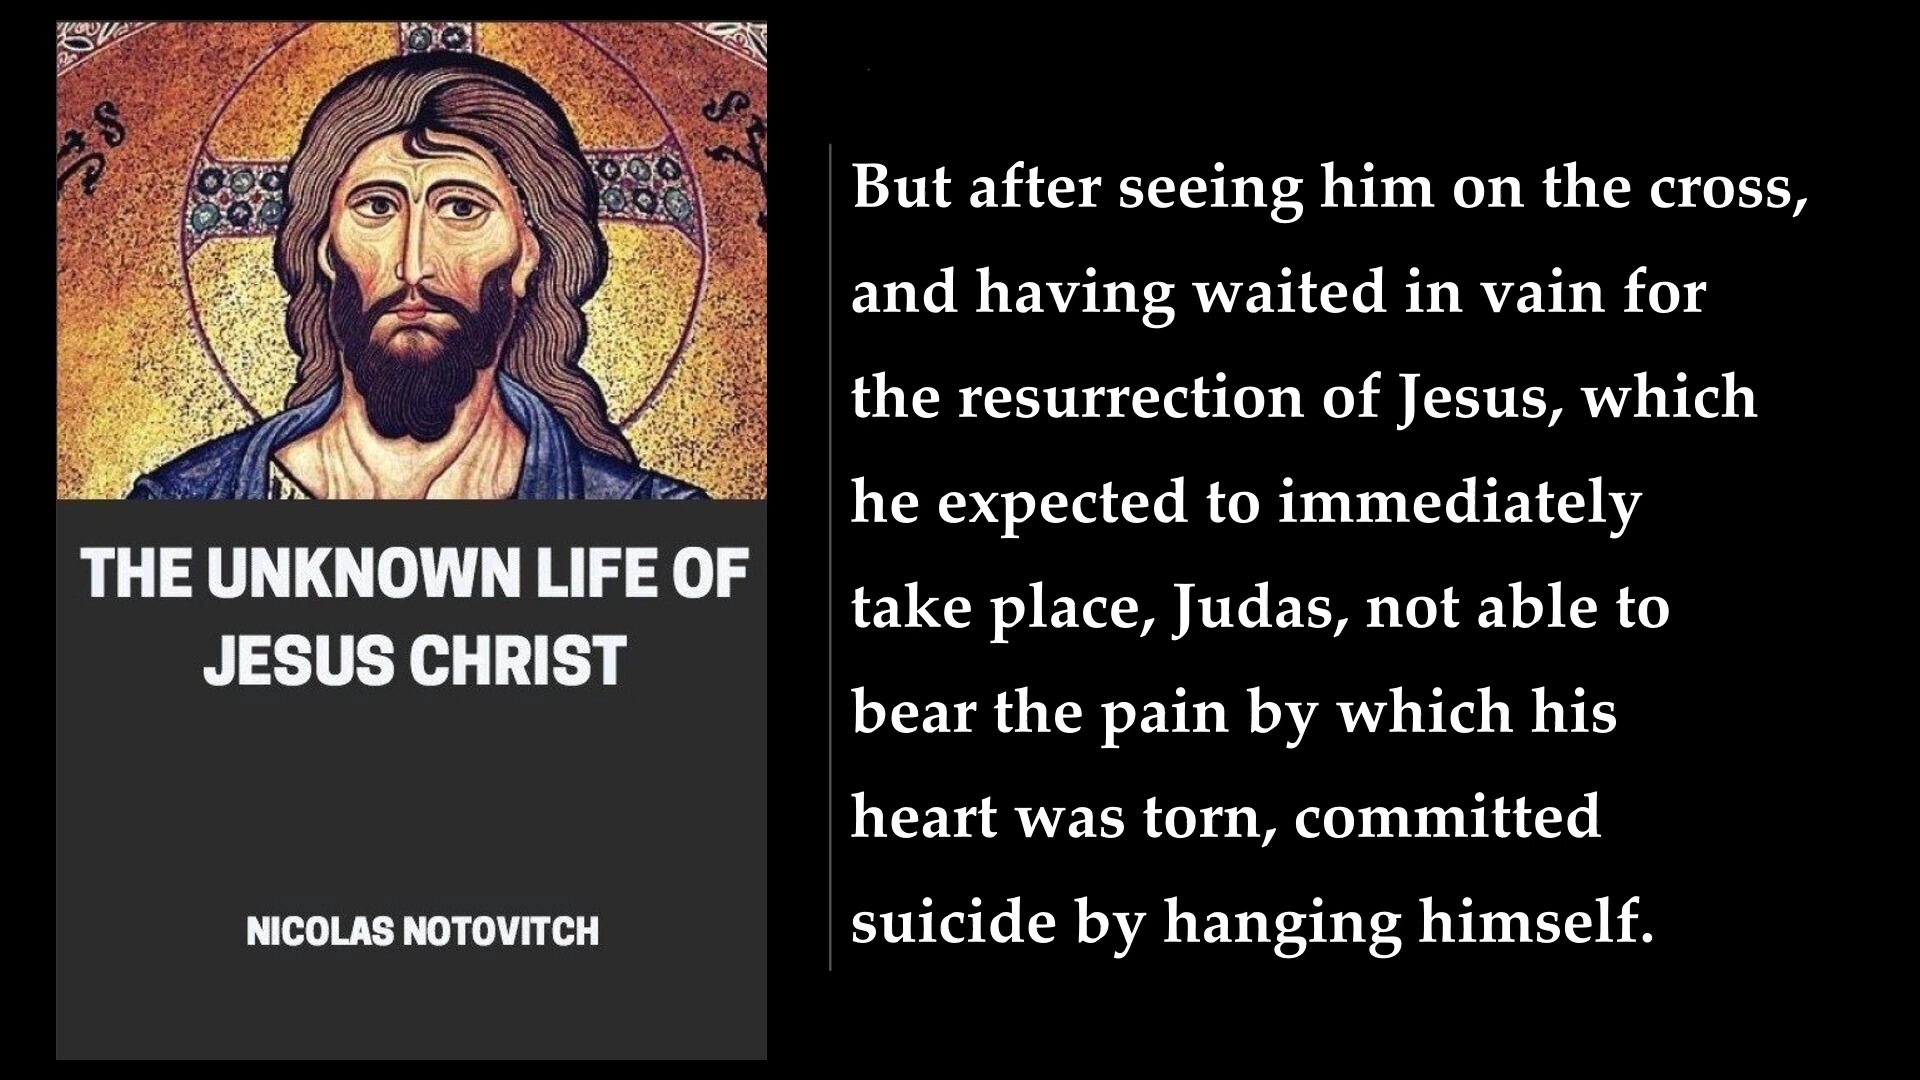 THE UNKNOWN LIFE OF
JESUS CHRIST
NICOLAS NOTOVITCH
But after seeing him on the cross,
and having waited in vain for
the resurrection of Jesus, which
he expected to immediately
take place, Judas, not able to
bear the pain by which his
heart was torn, committed
suicide by hanging himself.